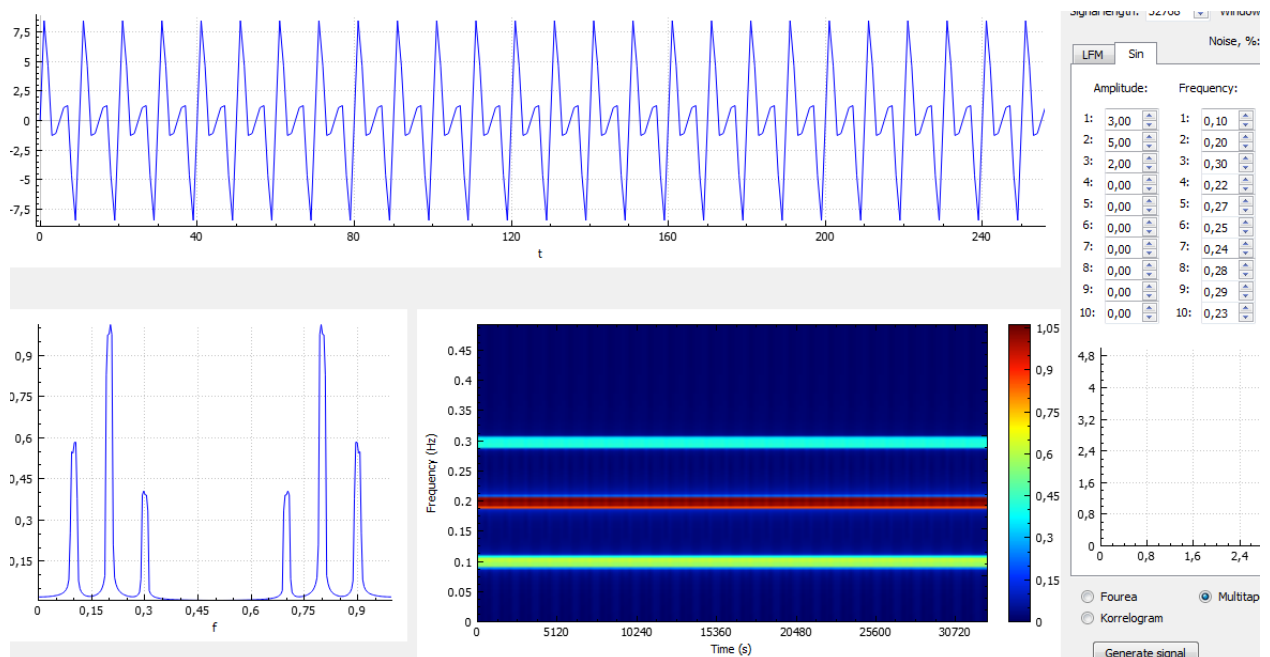 Signal length: 32768 Window
Noise, %:
LFM Sin
Amplitude: Frequency:
1: 3,00 1: 0,10
2: 5,00 2: 0,20
3: 2,00 3: 0,30
4: 0,00 4: 0,22
5: 0,00 5: 0,27
6: 0,00 6: 0,25
7: 0,00 7: 0,24
8: 0,00 8: 0,28
9: 0,00 9: 0,29
10: 0,00 10: 0,23
7,5
5
2,5
0
-2,5
-5
-7,5
0 40 80 120 160 200 240
t
0,9
0,75
0,6
0,45
0,3
0,15
0 0,15 0,3 0,45 0,6 0,75 0,9
f
Frequency (Hz)
0.45
0.4
0.35
0.3
0.25
0.2
0.15
0.1
0.05
0
0 5120 10240 15360 20480 25600 30720
Time (s)
1,05
0,9
0,75
0,6
0,45
0,3
0,15
0
4,8
4
3,2
2,4
1,6
0,8
0
0 0,8 1,6 2,4
Fourea Multitap
Korrelogram
Generate signal